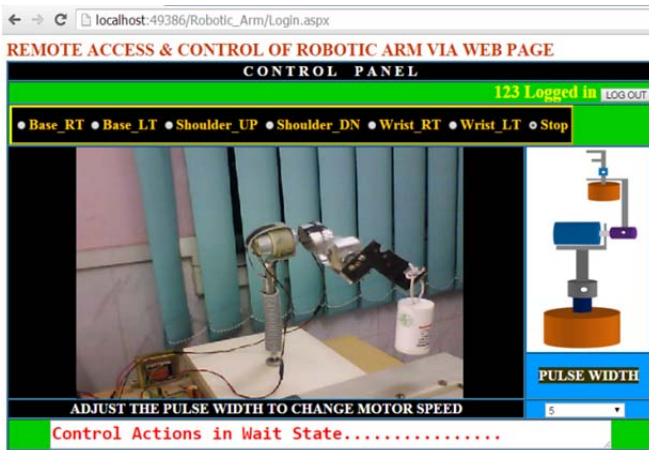 localhost:49386/Robotic_Arm/Login.aspx
REMOTE ACCESS & CONTROL OF ROBOTIC ARM VIA WEB PAGE
CONTROL PANEL
123 Logged in LOG OUT
Base_RT Base_LT Shoulder_UP Shoulder_DN Wrist_RT Wrist_LT Stop
PULSE WIDTH
ADJUST THE PULSE WIDTH TO CHANGE MOTOR SPEED
5
Control Actions in Wait State................